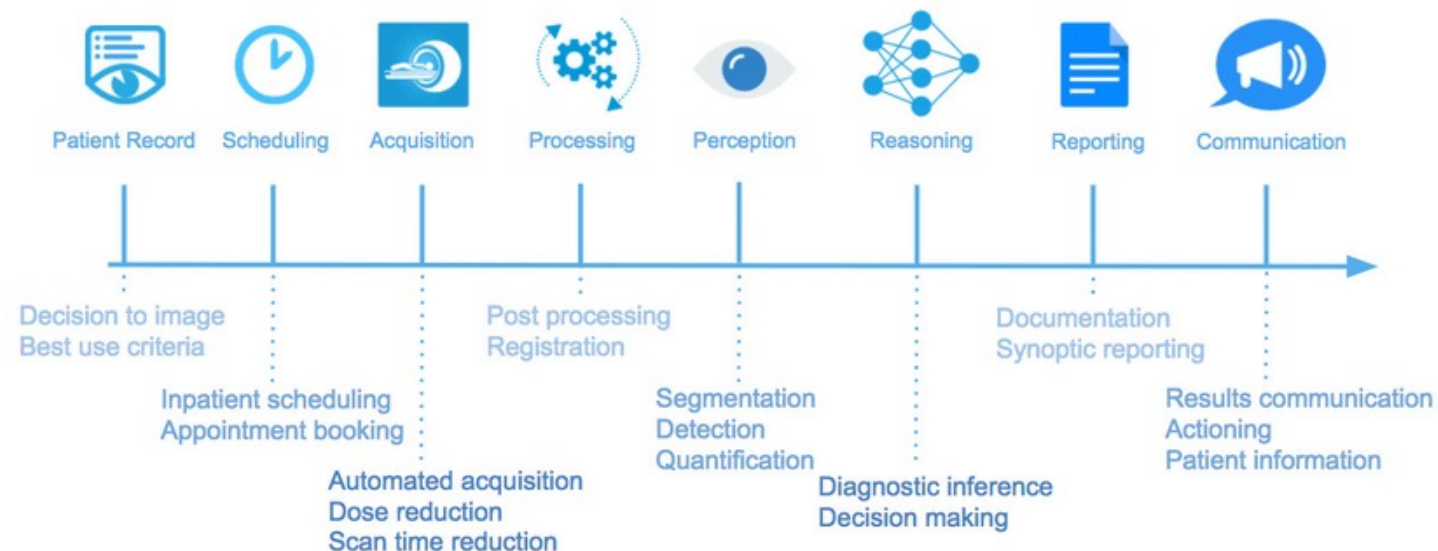 Patient Record
Scheduling
Acquisition
Processing
Perception
Reasoning
Reporting
Communication
Decision to image
Best use criteria
Inpatient scheduling
Appointment booking
Automated acquisition
Dose reduction
Scan time reduction
Post processing
Registration
Segmentation
Detection
Quantification
Diagnostic inference
Decision making
Documentation
Synoptic reporting
Results communication
Actioning
Patient information